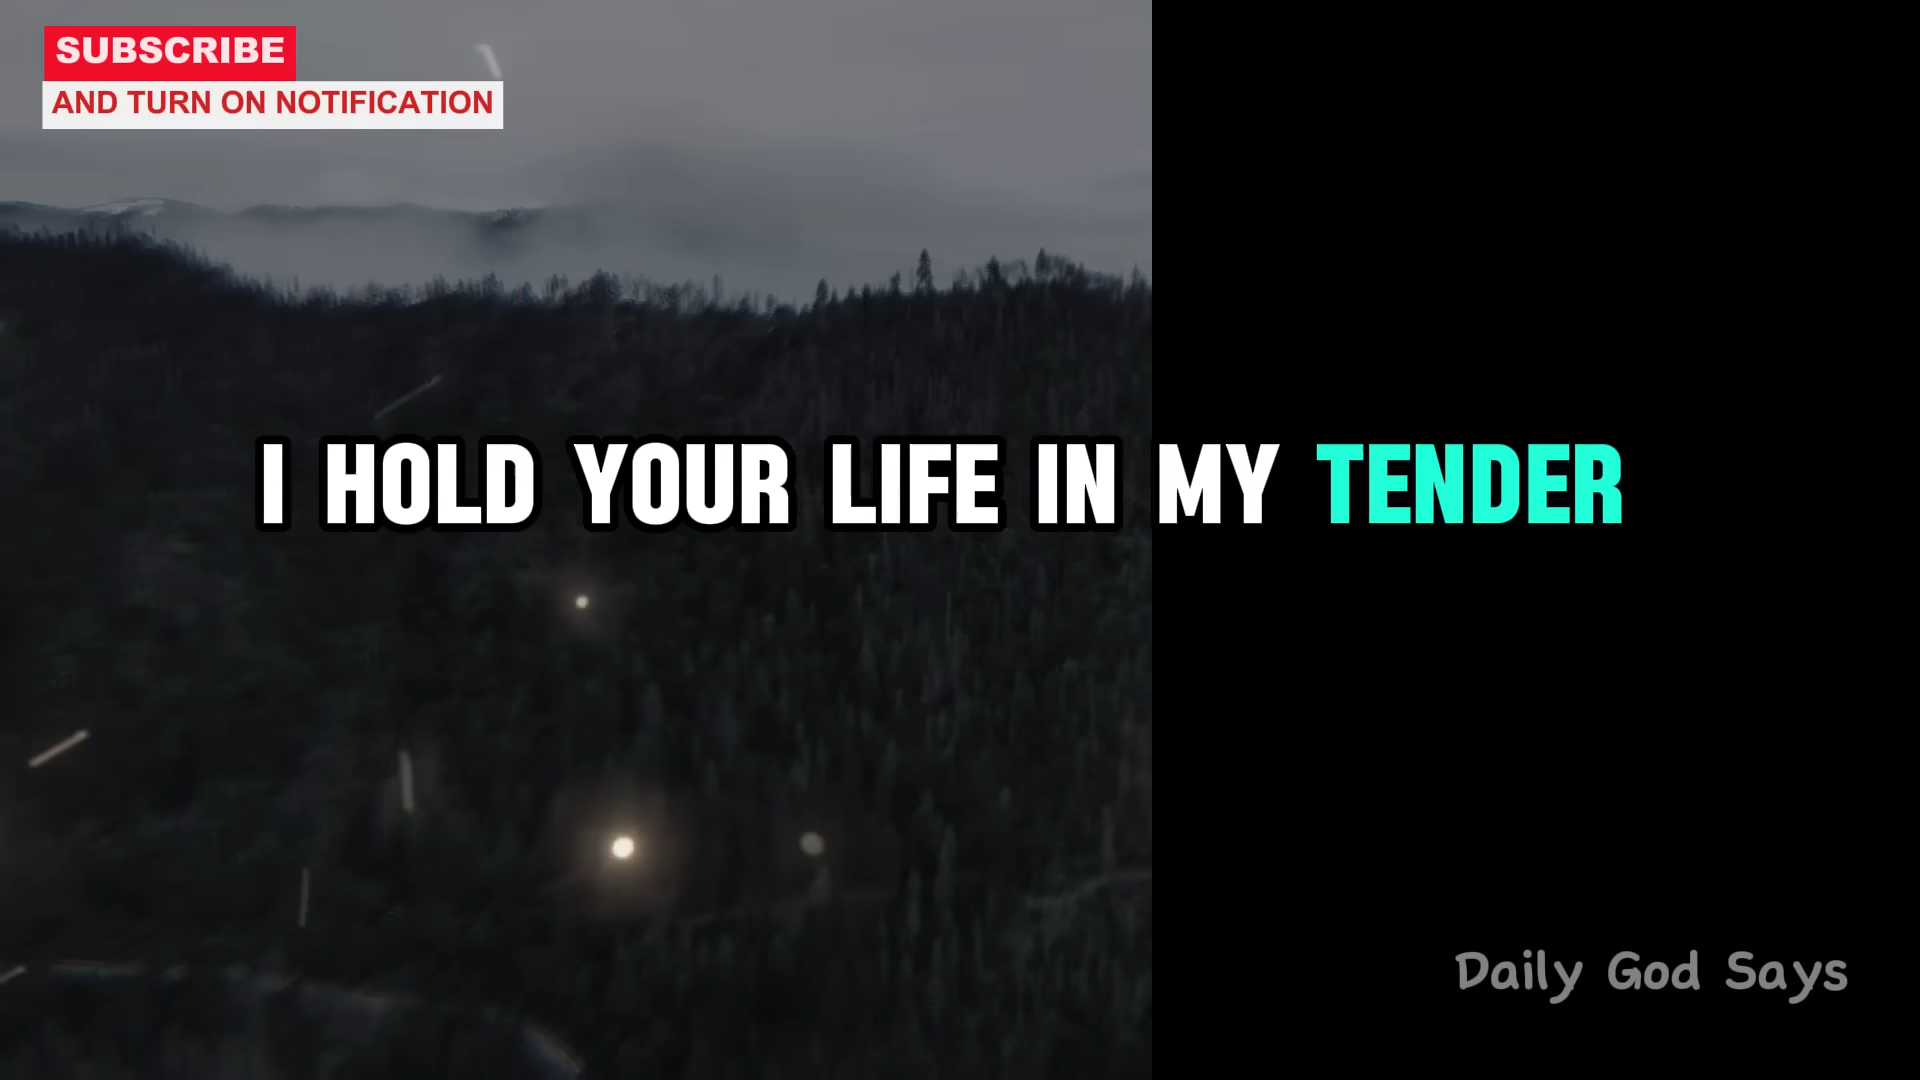 SUBSCRIBE
AND TURN ON NOTIFICATION
I HOLD YOUR LIFE IN MY TENDER
Daily God Says